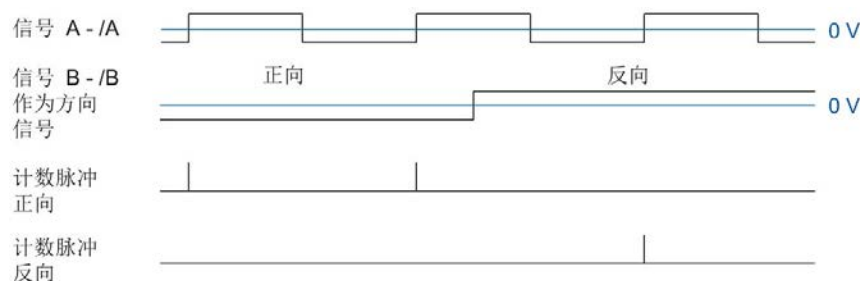 信号 A - /A
0 V
信号 B - /B
作为方向
信号
正向
反向
0 V
计数脉冲
正向
计数脉冲
反向